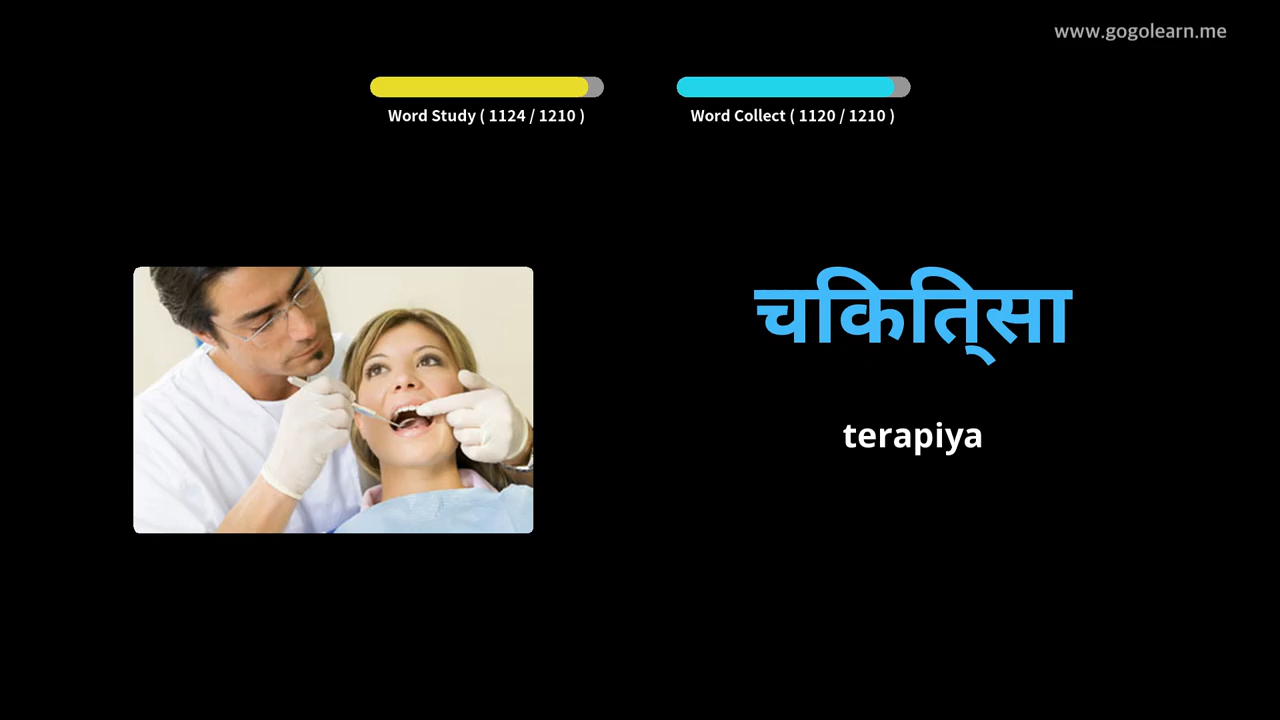 www.gogolearn.me
Word Study ( 1124 / 1210 )
Word Collect ( 1120 / 1210 )
चकिति्सा
terapiya